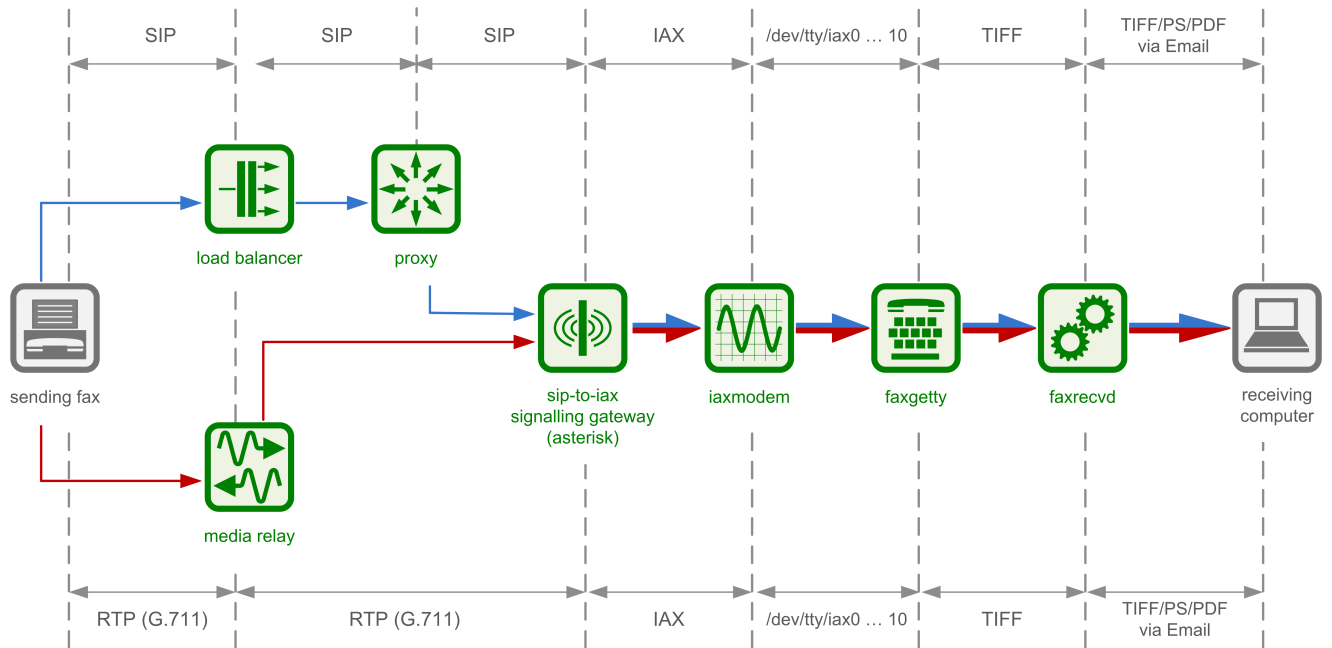 SIP
SIP
SIP
IAX
/dev/tty/iax0 … 10
TIFF
TIFF/PS/PDF
via Email
load balancer
proxy
sending fax
sip-to-iax
signalling gateway
(asterisk)
iaxmodem
faxgetty
faxrecvd
receiving
computer
media relay
RTP (G.711)
RTP (G.711)
IAX
/dev/tty/iax0 … 10
TIFF
TIFF/PS/PDF
via Email